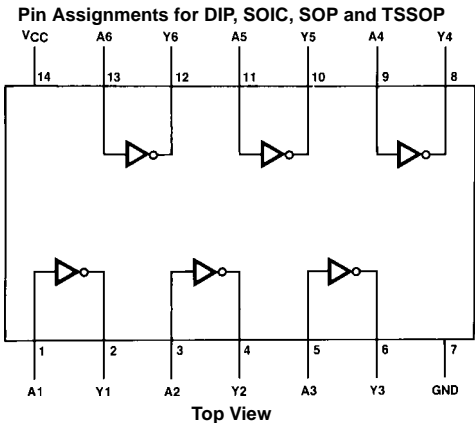 Pin Assignments for DIP, SOIC, SOP and TSSOP
VCC A6 Y6 A5 Y5 A4 Y4
14 13 12 11 10 9 8
1 2 3 4 5 6 7
A1 Y1 A2 Y2 A3 Y3 GND
Top View